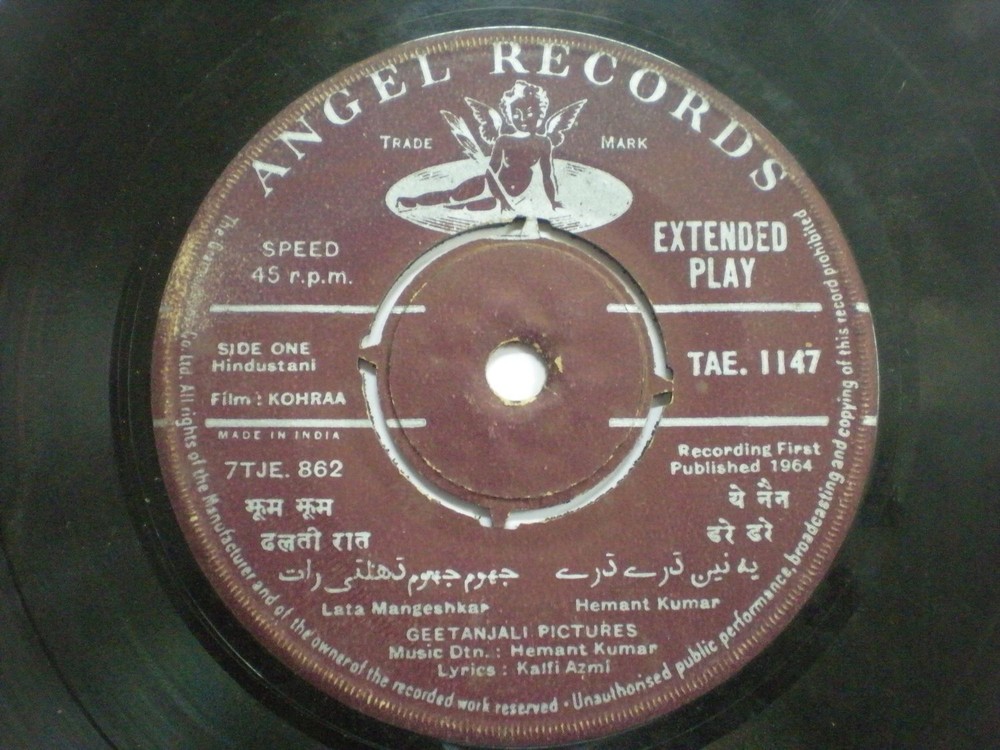 ANGEL RECORDS
TRADE MARK
SPEED
45 r.p.m.
EXTENDED
PLAY
SIDE ONE
Hindustani
Film : KOHRAA
TAE. 1147
MADE IN INDIA
7TJE. 862
Recording First
Published 1964
झूम झूम
ढलती रात
ये नैन
डरे डरे
جھوم جھوم ڈھلتی رات
یہ نین ڈرے ڈرے
Lata Mangeshkar
Hemant Kumar
GEETANJALI PICTURES
Music Dtn. : Hemant Kumar
Lyrics : Kaifi Azmi
The Co. Ltd. All rights of the Manufacturer and of the owner of the recorded work reserved · Unauthorised public performance, broadcasting and copying of this record prohibited